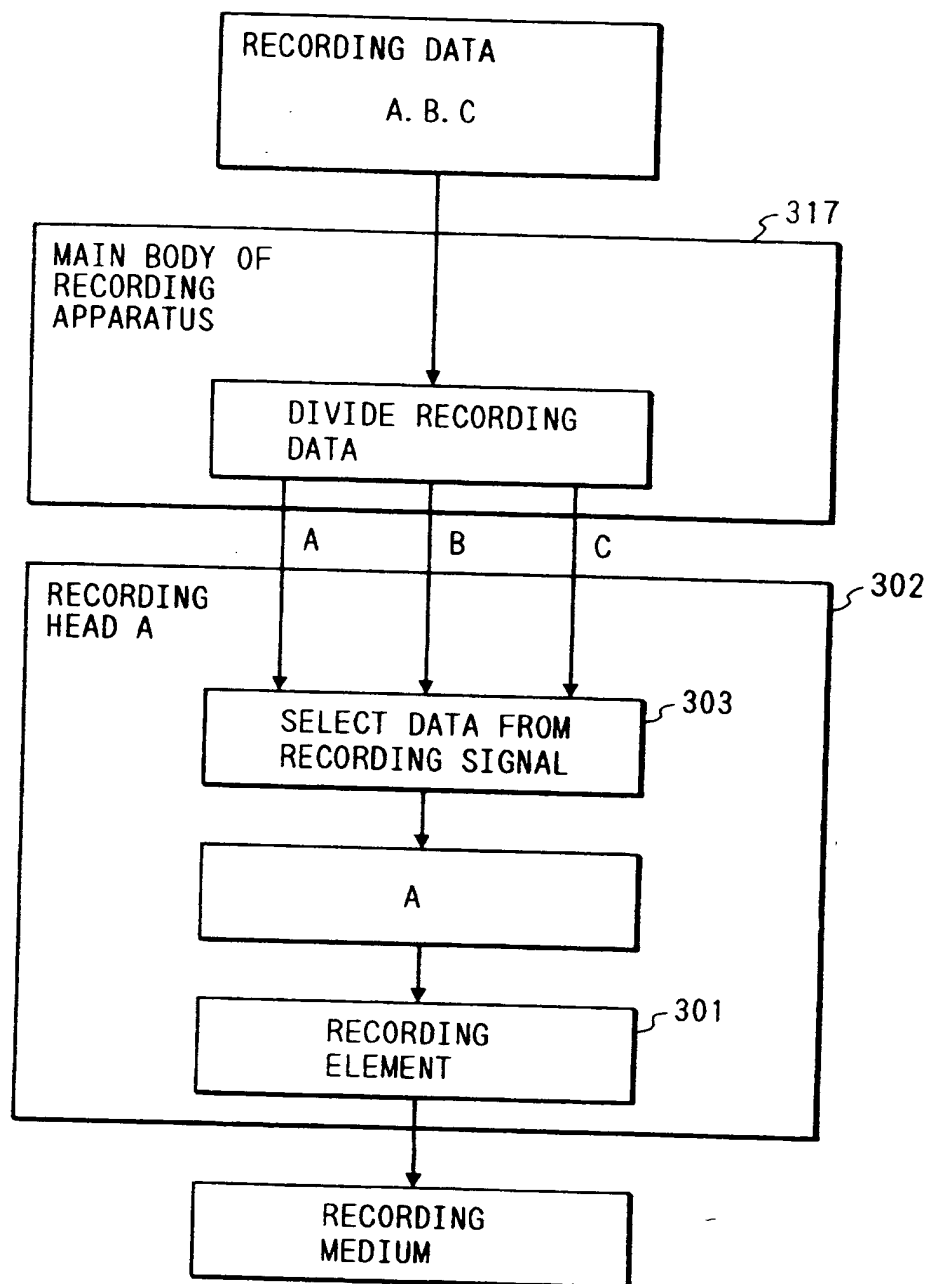 RECORDING DATA
A. B. C
317
MAIN BODY OF
RECORDING
APPARATUS
DIVIDE RECORDING
DATA
A
B
C
302
RECORDING
HEAD A
303
SELECT DATA FROM
RECORDING SIGNAL
A
301
RECORDING
ELEMENT
RECORDING
MEDIUM